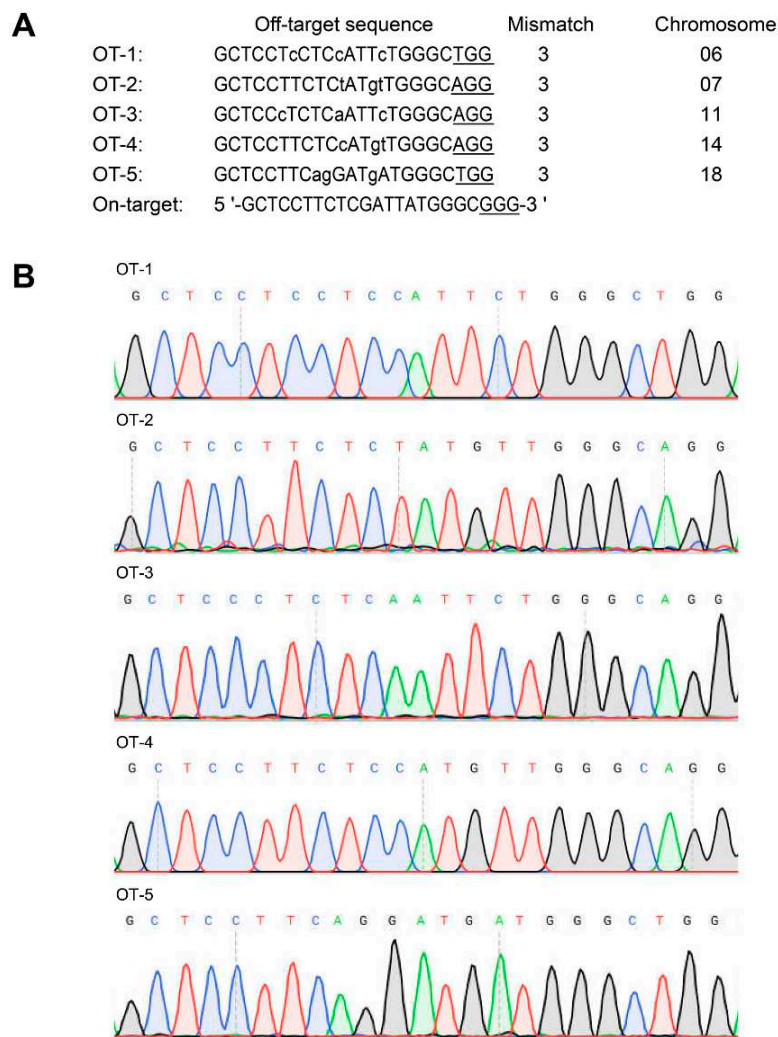 A
Off-target sequence Mismatch Chromosome
OT-1: GCTCCTcCTCcATTcTGGGCTGG 3 06
OT-2: GCTCCTTCTCtATgtTGGGCAGG 3 07
OT-3: GCTCCcTCTCaATTcTGGGCAGG 3 11
OT-4: GCTCCTTCTCcATgtTGGGCAGG 3 14
OT-5: GCTCCTTCagGATgATGGGCTGG 3 18
On-target: 5 '-GCTCCTTCTCGATTATGGGCGGG-3 '
B
OT-1
G C T C C T C C T C C A T T C T G G G C T G G
OT-2
G C T C C T T C T C T A T G T T G G G C A G G
OT-3
G C T C C C T C T C A A T T C T G G G C A G G
OT-4
G C T C C T T C T C C A T G T T G G G C A G G
OT-5
G C T C C T T C A G G A T G A T G G G C T G G